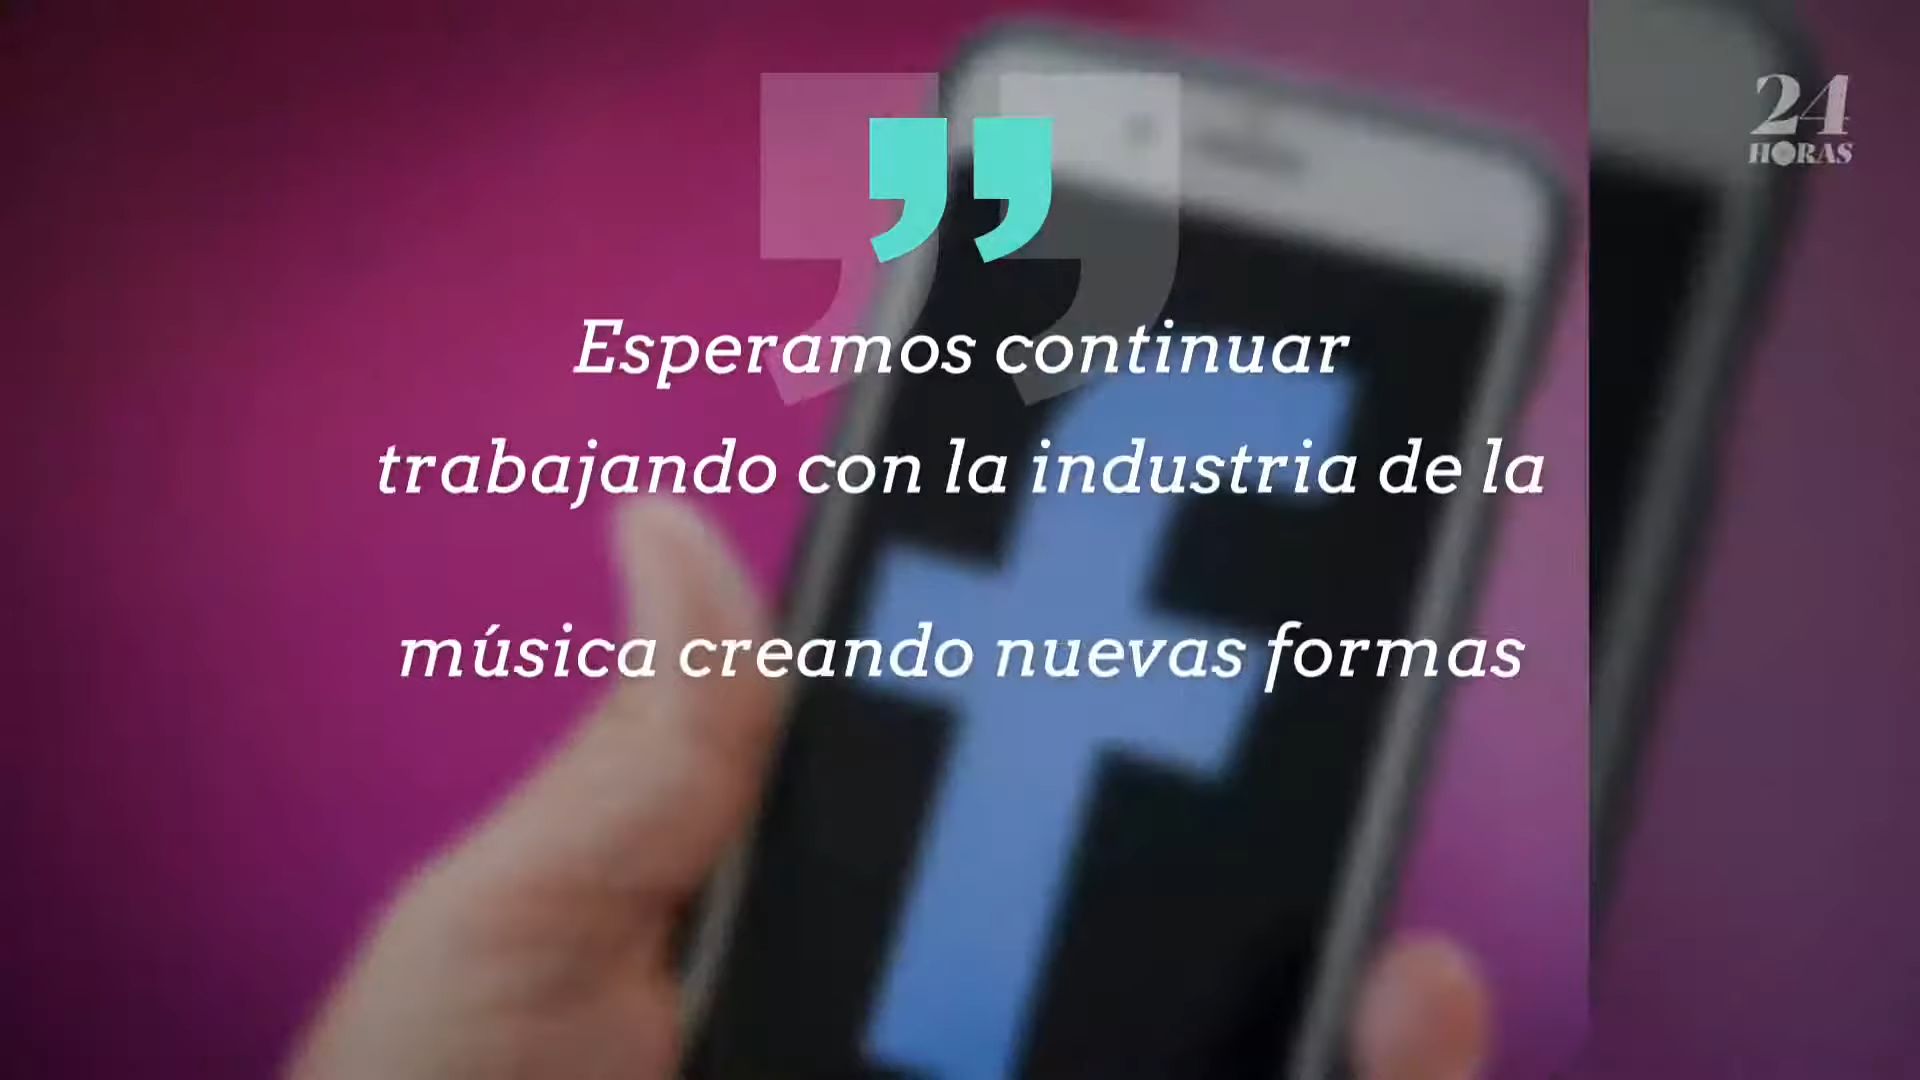 24
HORAS
Esperamos continuar
trabajando con la industria de la
música creando nuevas formas